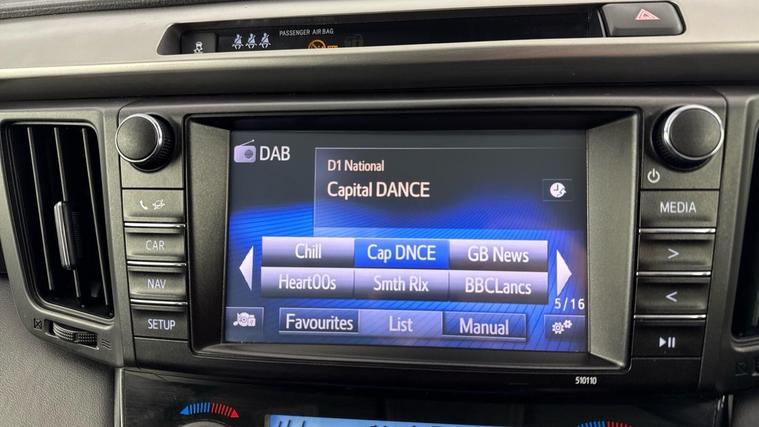 PASSENGER AIR BAG
DAB
D1 National
Capital DANCE
MEDIA
CAR
Chill
Cap DNCE
GB News
>
NAV
Heart00s
Smth Rlx
BBCLancs
<
5/16
SETUP
Favourites
List
Manual
510110